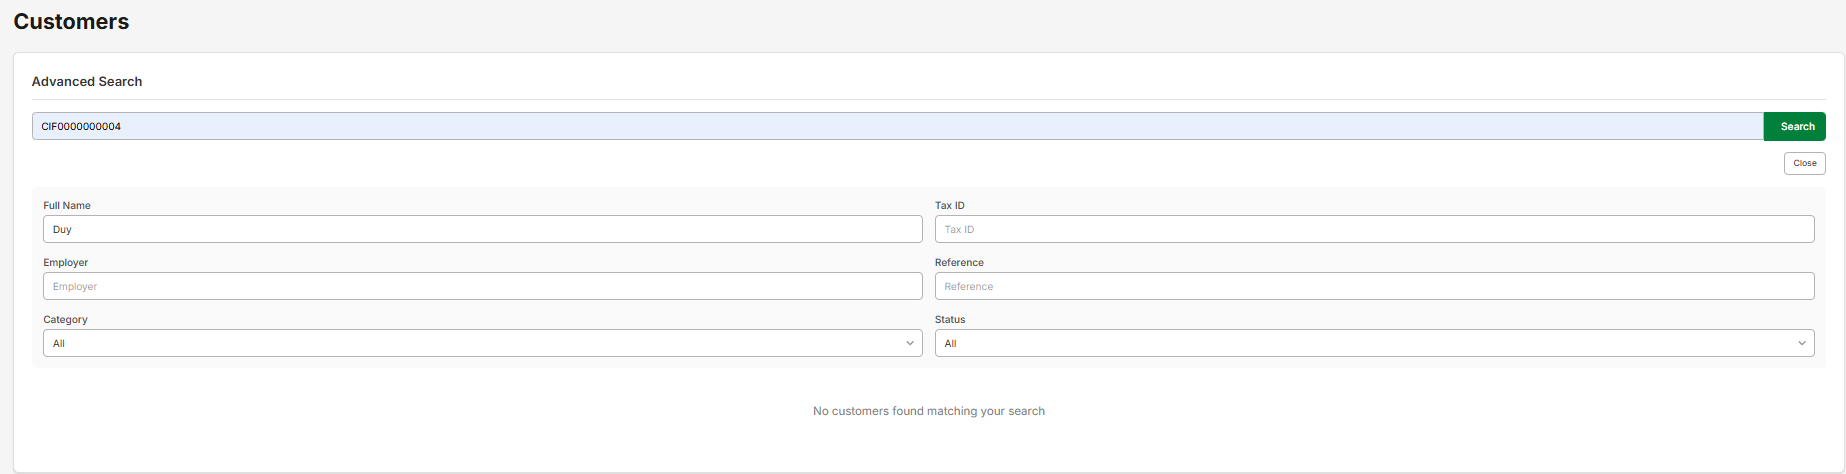 Customers
Advanced Search
CIF0000000004
Search
Close
Full Name
Tax ID
Duy
Tax ID
Employer
Reference
Employer
Reference
Category
Status
All
All
No customers found matching your search